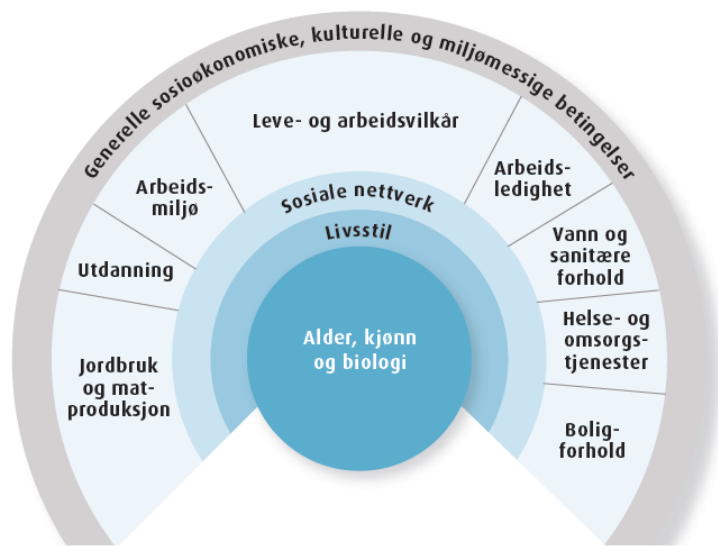 Generelle sosioøkonomiske, kulturelle og miljømessige betingelser
Leve- og arbeidsvilkår
Arbeids-
miljø
Arbeids-
ledighet
Sosiale nettverk
Livsstil
Utdanning
Vann og
sanitære
forhold
Alder, kjønn
og biologi
Helse- og
omsorgs-
tjenester
Jordbruk
og mat-
produksjon
Bolig-
forhold